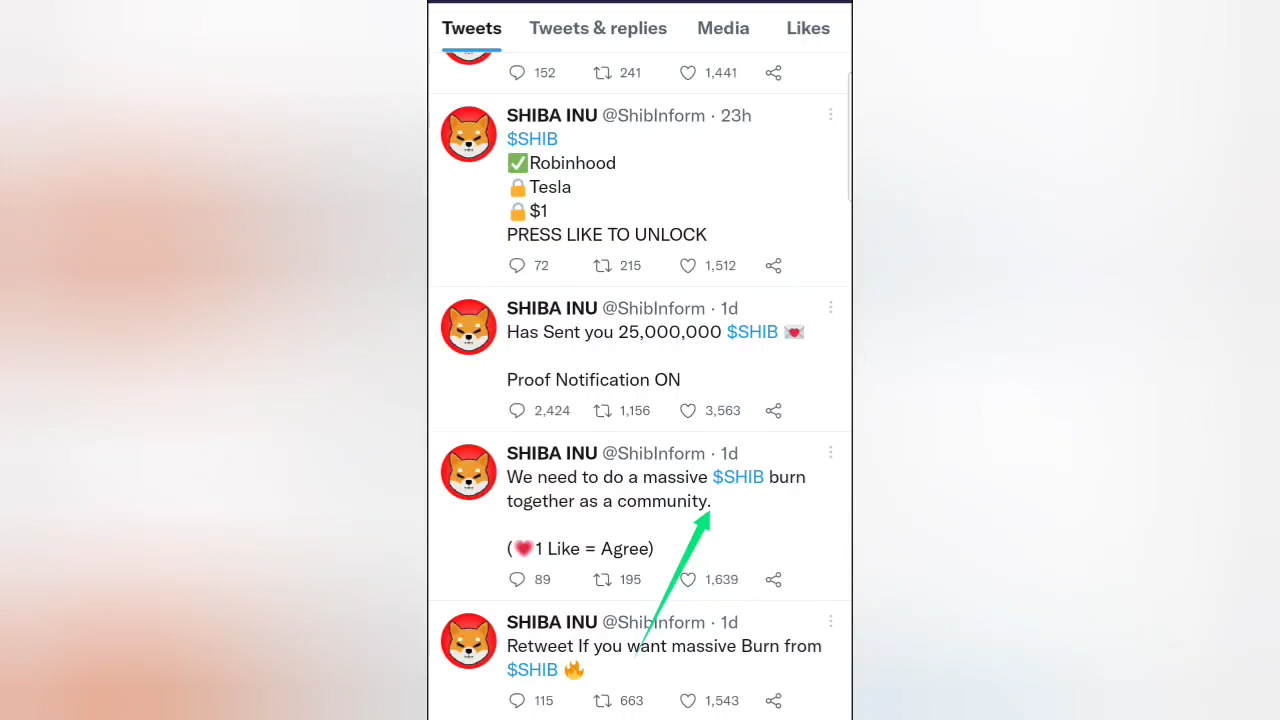 Tweets Tweets & replies Media Likes
152 241 1,441
SHIBA INU @ShibInform · 23h
$SHIB
✅Robinhood
🔒Tesla
🔒$1
PRESS LIKE TO UNLOCK
72 215 1,512
SHIBA INU @ShibInform · 1d
Has Sent you 25,000,000 $SHIB 💌
Proof Notification ON
2,424 1,156 3,563
SHIBA INU @ShibInform · 1d
We need to do a massive $SHIB burn
together as a community.
(💗1 Like = Agree)
89 195 1,639
SHIBA INU @ShibInform · 1d
Retweet If you want massive Burn from
$SHIB 🔥
115 663 1,543